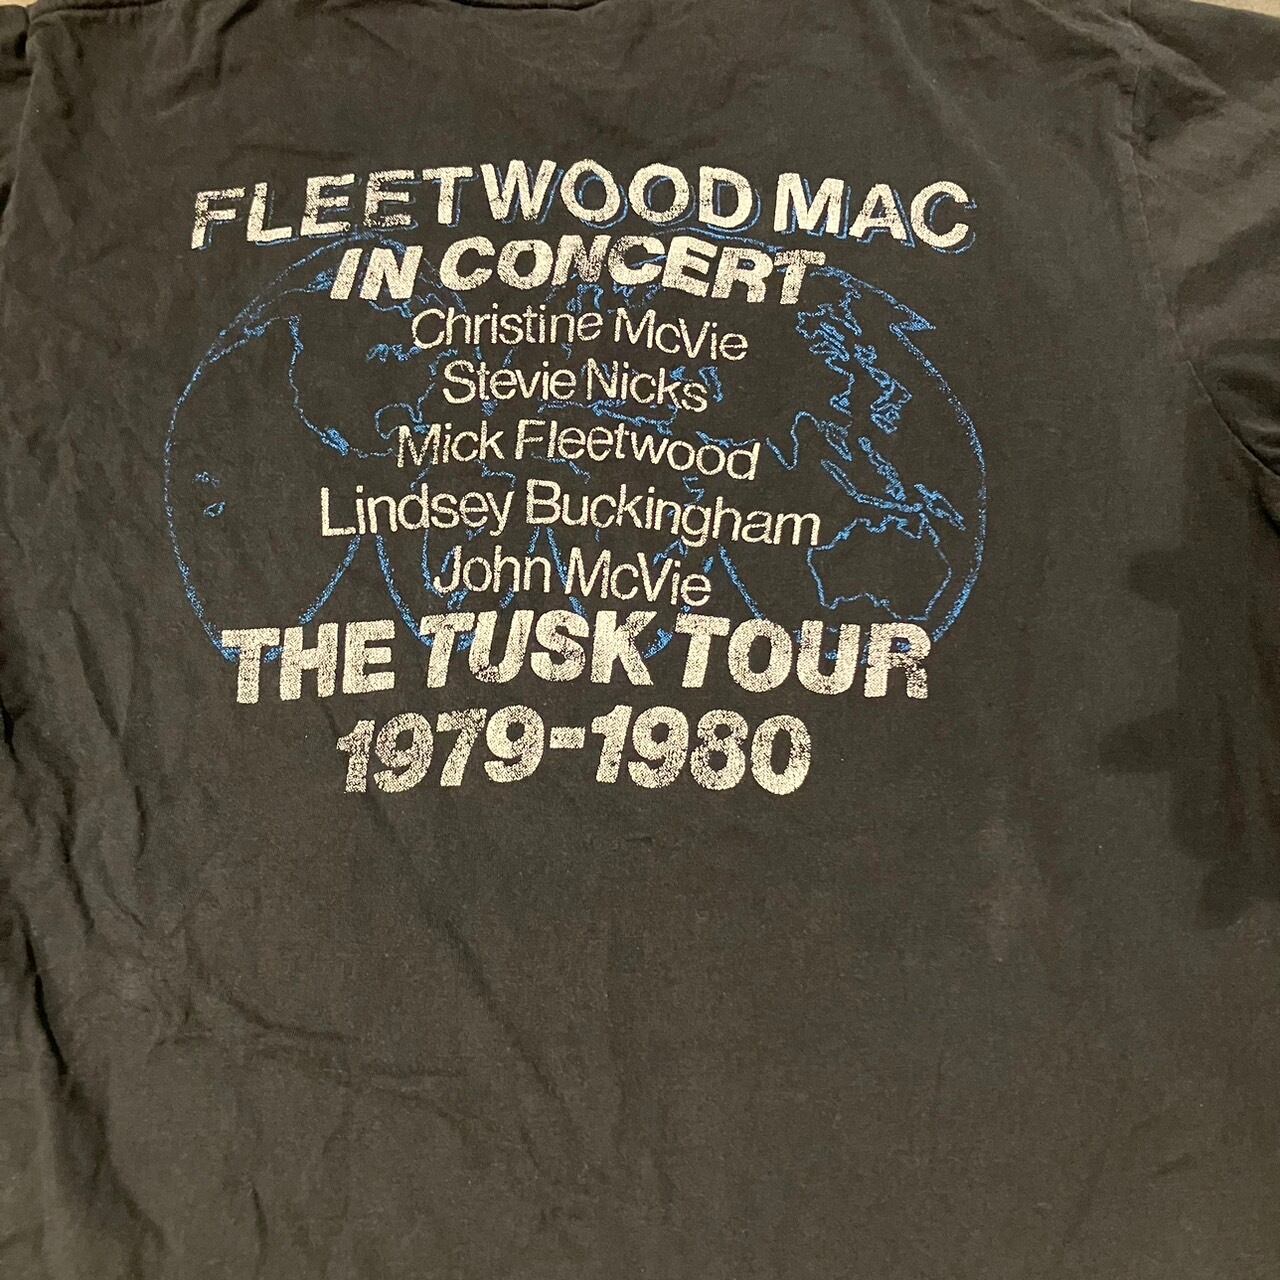 FLEETWOOD MAC
IN CONCERT
Christine McVie
Stevie Nicks
Mick Fleetwood
Lindsey Buckingham
John McVie
THE TUSK TOUR
1979-1980